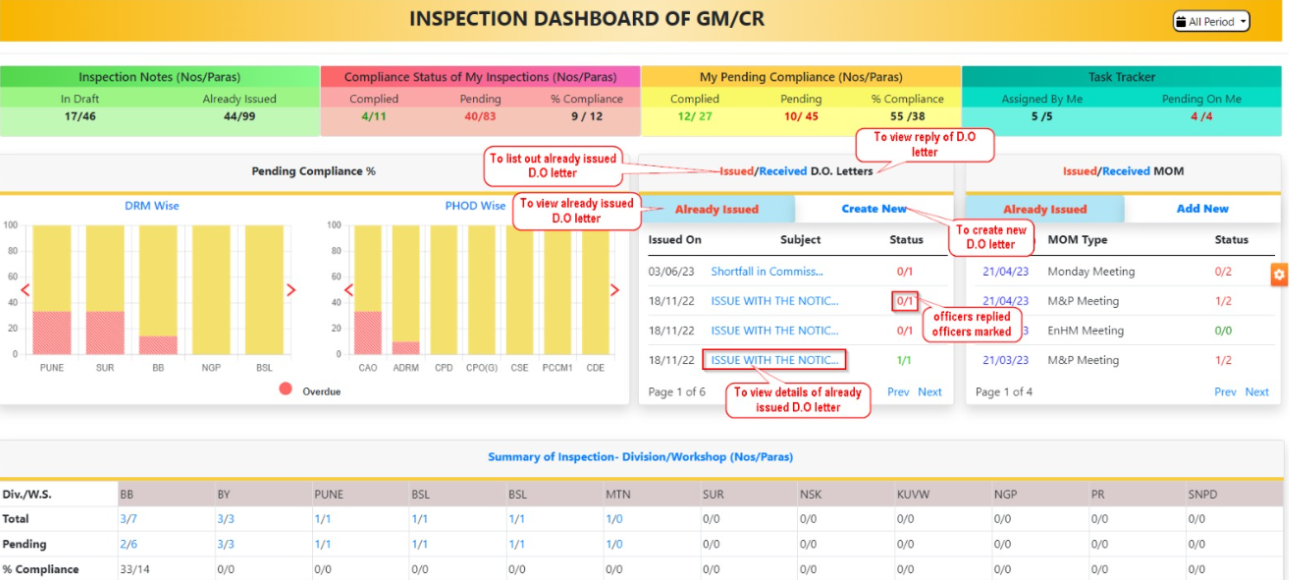 INSPECTION DASHBOARD OF GM/CR
All Period
Inspection Notes (Nos/Paras)
In Draft Already Issued
17/46 44/99
Compliance Status of My Inspections (Nos/Paras)
Complied Pending % Compliance
4/11 40/83 9 / 12
My Pending Compliance (Nos/Paras)
Complied Pending % Compliance
12/ 27 10/ 45 55 /38
Task Tracker
Assigned By Me Pending On Me
5 /5 4 /4
To view reply of D.O
letter
Pending Compliance %
To list out already issued
D.O letter
DRM Wise
100
80
60
40
20
0
PUNE SUR BB NGP BSL
PHOD Wise
100
80
60
40
20
0
CAO ADRM CPD CPO(G) CSE PCCM1 CDE
Overdue
To view already issued
D.O letter
Issued/Received D.O. Letters
Already Issued Create New
To create new
D.O letter
Issued On Subject Status
03/06/23 Shortfall in Commiss... 0/1
18/11/22 ISSUE WITH THE NOTIC... 0/1
18/11/22 ISSUE WITH THE NOTIC... 0/1
18/11/22 ISSUE WITH THE NOTIC... 1/1
officers replied
officers marked
Page 1 of 6 Prev Next
To view details of already
issued D.O letter
Issued/Received MOM
Already Issued Add New
MOM Type Status
21/04/23 Monday Meeting 0/2
21/04/23 M&P Meeting 1/2
3 EnHM Meeting 0/0
21/03/23 M&P Meeting 1/2
Page 1 of 4 Prev Next
Summary of Inspection- Division/Workshop (Nos/Paras)
Div./W.S. BB BY PUNE BSL BSL MTN SUR NSK KUVW NGP PR SNPD
Total 3/7 3/3 1/1 1/1 1/1 1/0 0/0 0/0 0/0 0/0 0/0 0/0
Pending 2/6 3/3 1/1 1/1 1/1 1/0 0/0 0/0 0/0 0/0 0/0 0/0
% Compliance 33/14 0/0 0/0 0/0 0/0 0/0 0/0 0/0 0/0 0/0 0/0 0/0